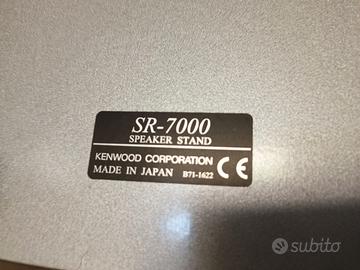 SR-7000
SPEAKER STAND
KENWOOD CORPORATION CE
MADE IN JAPAN B71-1622
subito